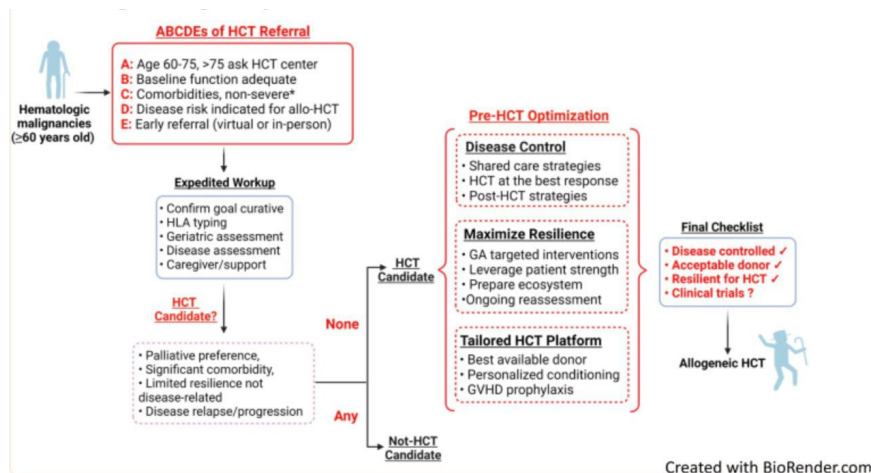 ABCDEs of HCT Referral
A: Age 60-75, >75 ask HCT center
B: Baseline function adequate
C: Comorbidities, non-severe*
D: Disease risk indicated for allo-HCT
E: Early referral (virtual or in-person)
Hematologic
malignancies
(≥60 years old)
Expedited Workup
• Confirm goal curative
• HLA typing
• Geriatric assessment
• Disease assessment
• Caregiver/support
HCT
Candidate?
• Palliative preference,
• Significant comorbidity,
• Limited resilience not
disease-related
• Disease relapse/progression
None
Any
HCT
Candidate
Not-HCT
Candidate
Pre-HCT Optimization
Disease Control
• Shared care strategies
• HCT at the best response
• Post-HCT strategies
Maximize Resilience
• GA targeted interventions
• Leverage patient strength
• Prepare ecosystem
•Ongoing reassessment
Tailored HCT Platform
• Best available donor
• Personalized conditioning
• GVHD prophylaxis
Final Checklist
• Disease controlled ✓
• Acceptable donor ✓
• Resilient for HCT ✓
• Clinical trials ?
Allogeneic HCT
Created with BioRender.com